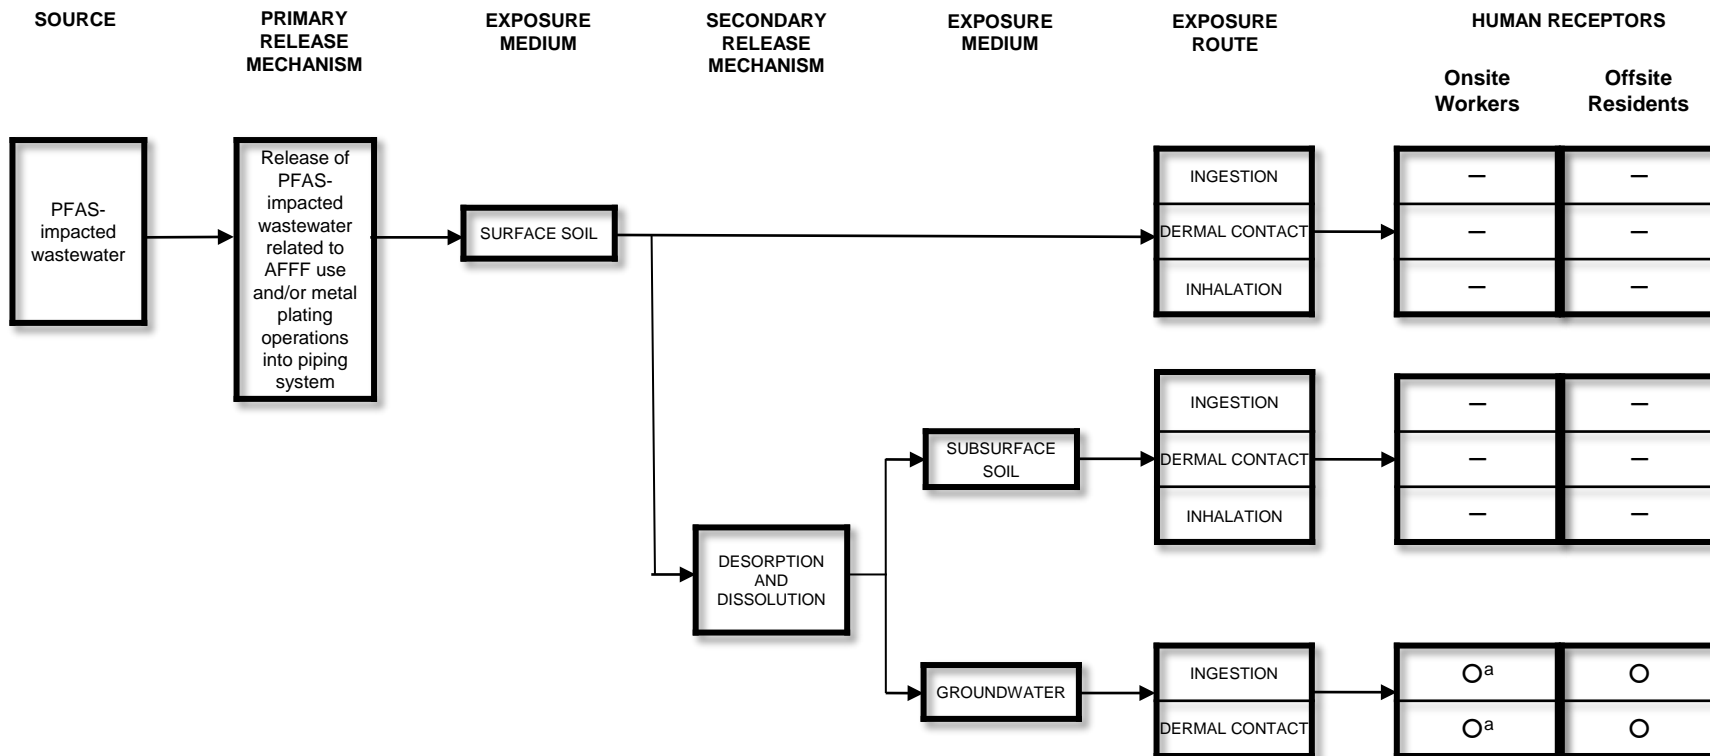 SOURCE
PRIMARY
RELEASE
MECHANISM
EXPOSURE
MEDIUM
SECONDARY
RELEASE
MECHANISM
EXPOSURE
MEDIUM
EXPOSURE
ROUTE
HUMAN RECEPTORS
Onsite
Workers
Offsite
Residents
PFAS-
impacted
wastewater
Release of
PFAS-
impacted
wastewater
related to
AFFF use
and/or metal
plating
operations
into piping
system
SURFACE SOIL
INGESTION
– –
DERMAL CONTACT
– –
INHALATION
– –
DESORPTION
AND
DISSOLUTION
SUBSURFACE
SOIL
INGESTION
– –
DERMAL CONTACT
– –
INHALATION
– –
GROUNDWATER
INGESTION
O a O
DERMAL CONTACT
O a O